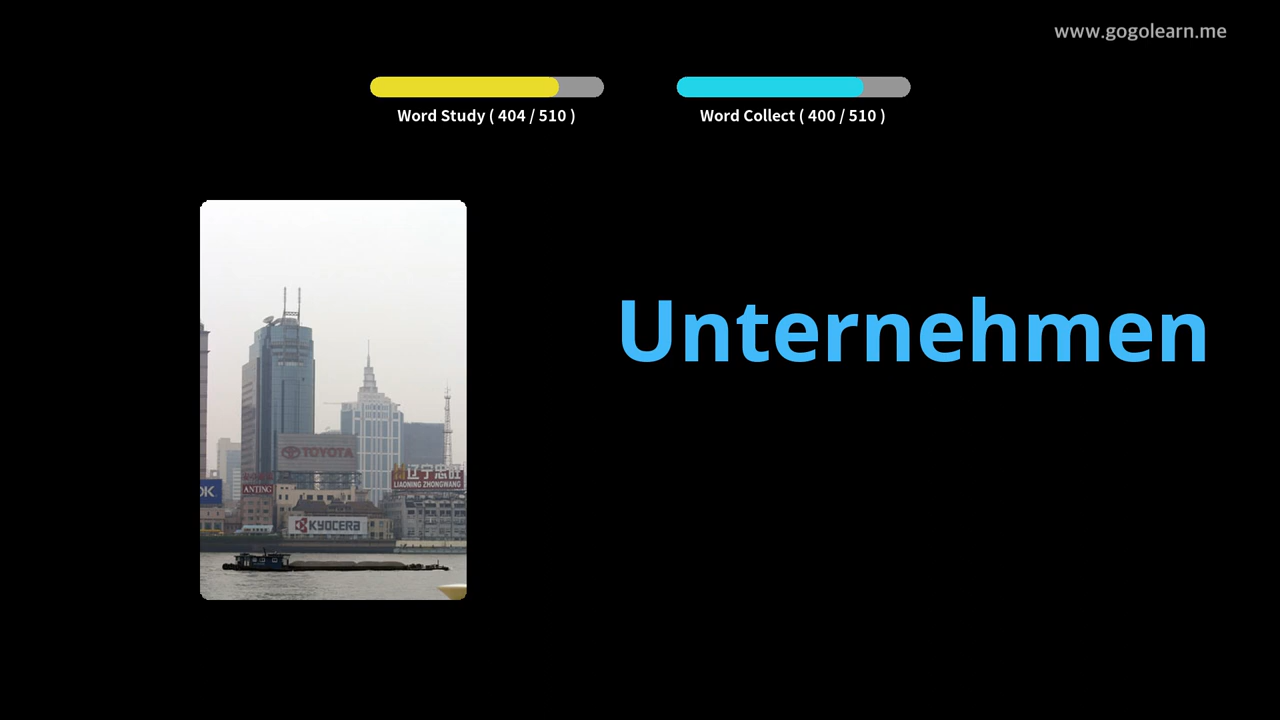 www.gogolearn.me
Word Study ( 404 / 510 )
Word Collect ( 400 / 510 )
Unternehmen
TOYOTA
辽宁忠旺
LIAONING ZHONGWANG
OK
ANTING
KYOCERA